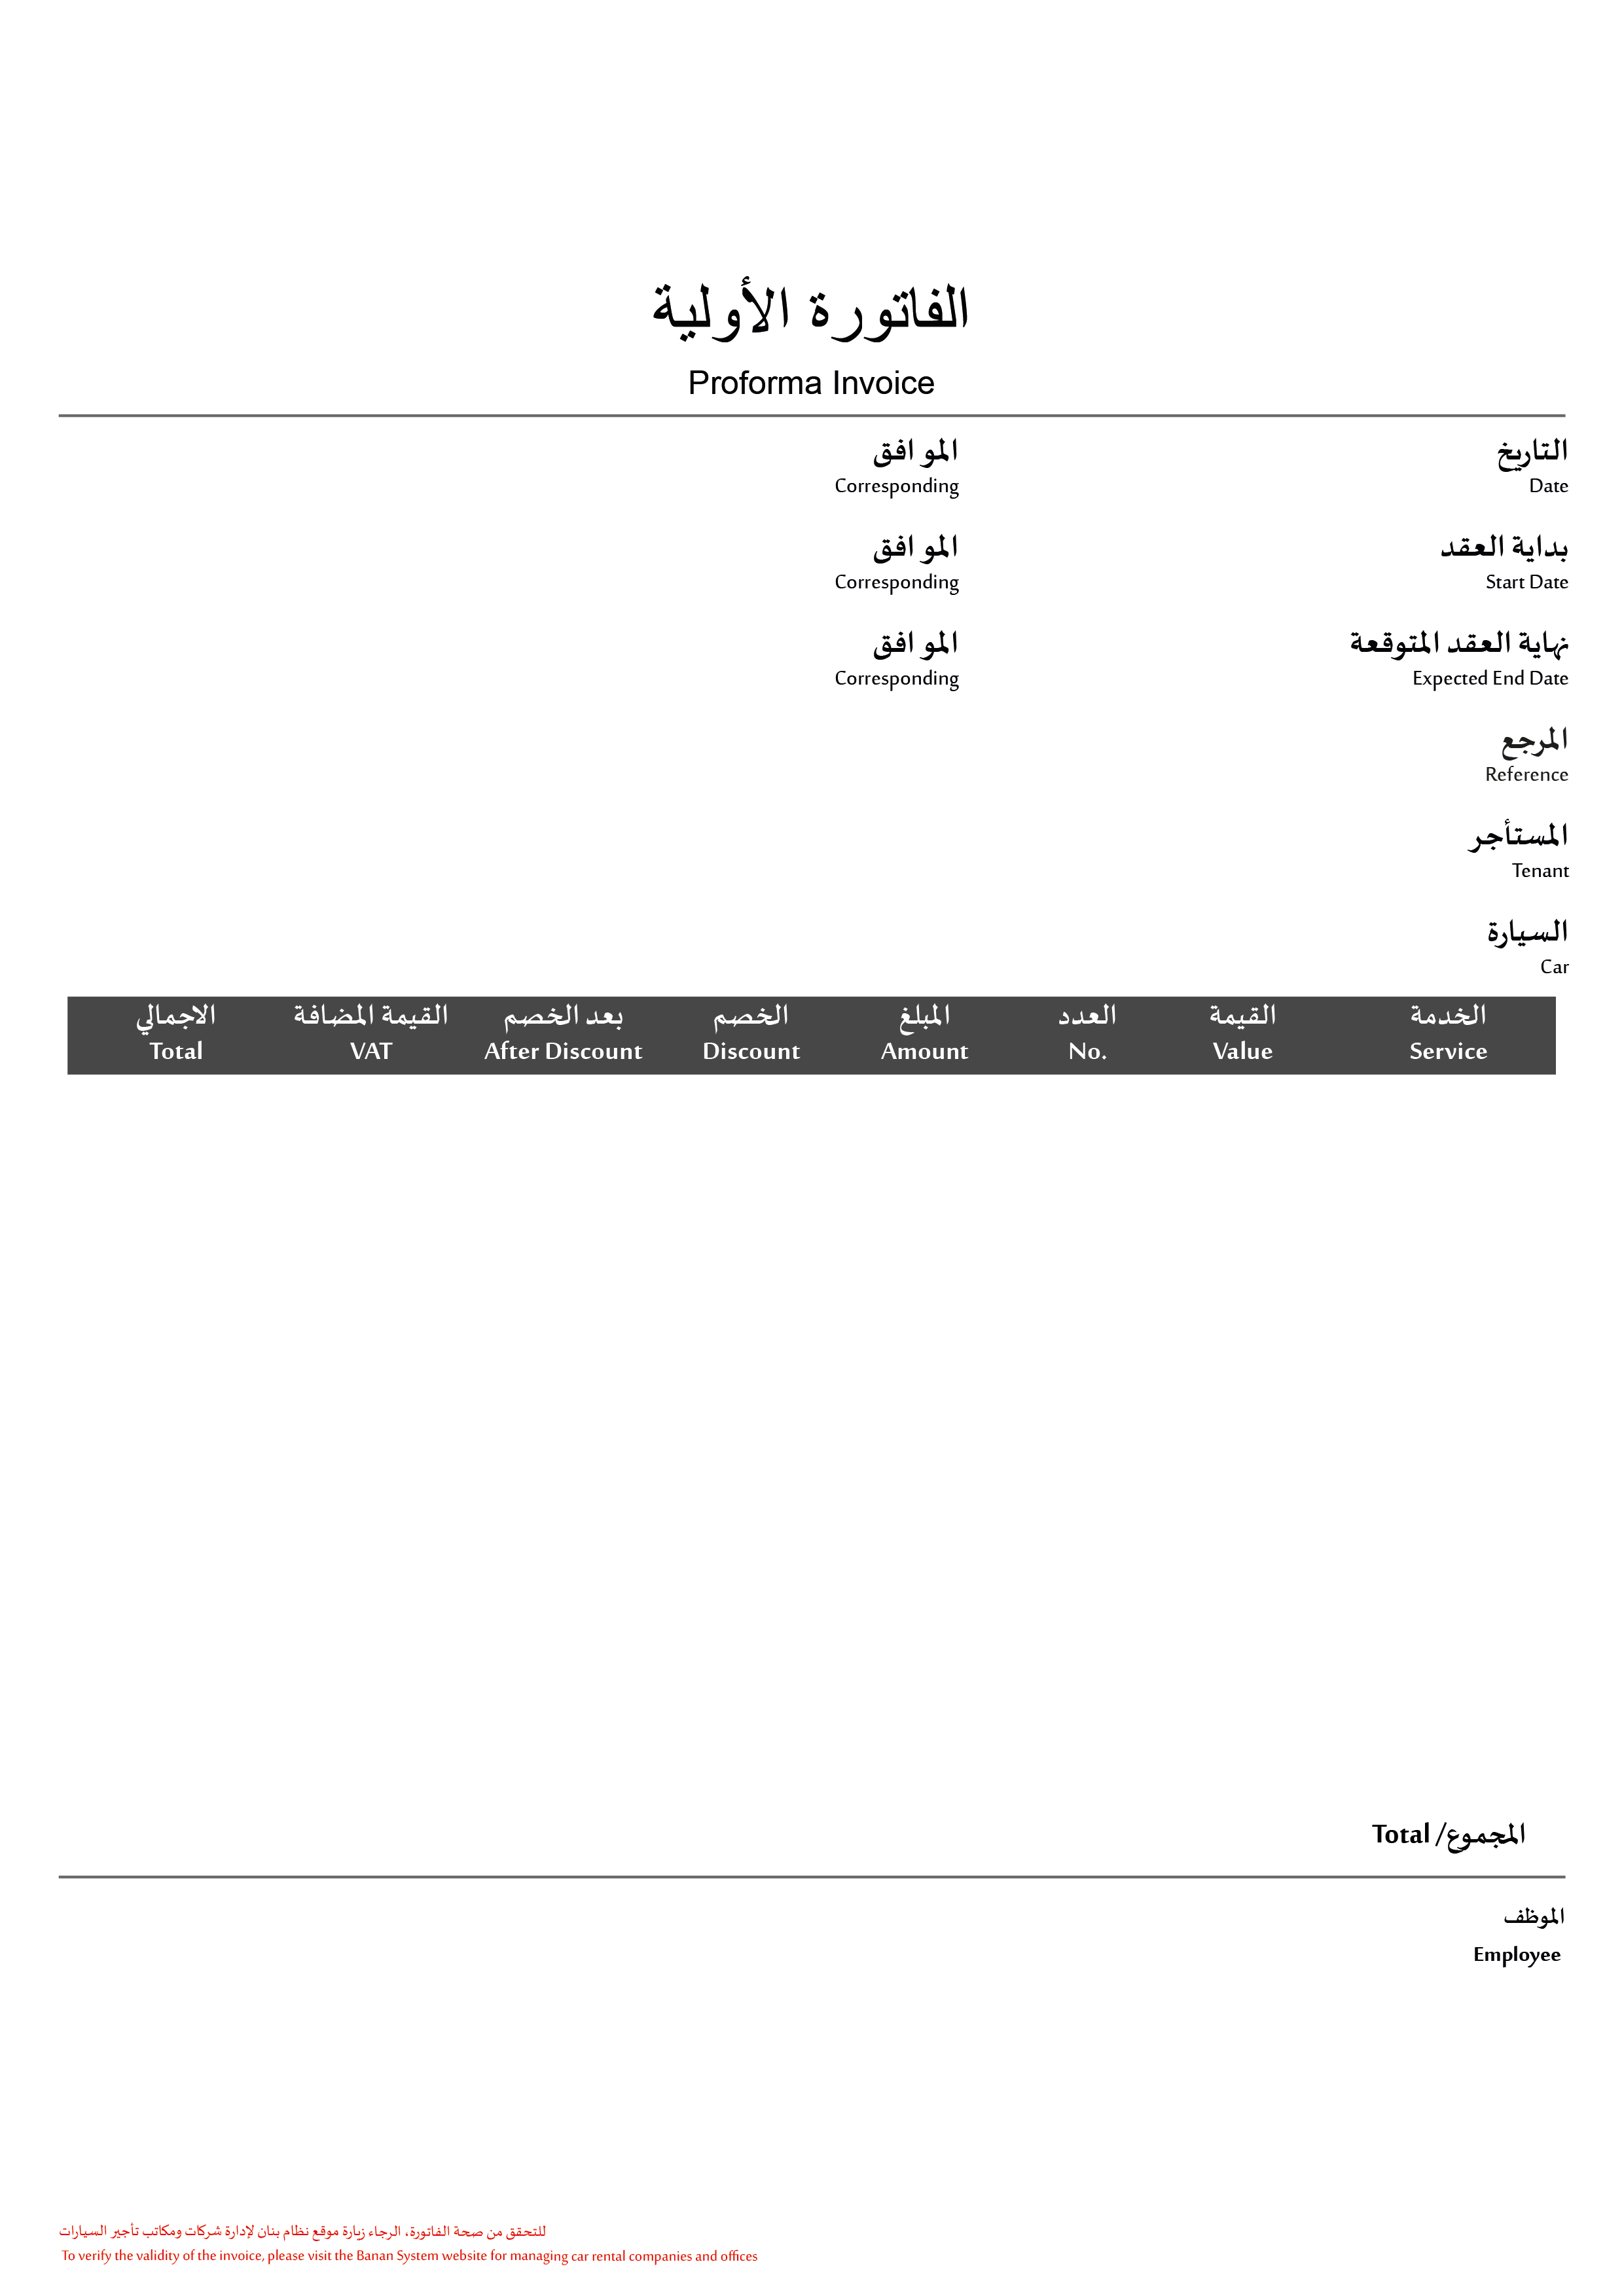 الفاتورة الأولية
Proforma Invoice
التاريخ الموافق
Date Corresponding
بداية العقد الموافق
Start Date Corresponding
نهاية العقد المتوقعة الموافق
Expected End Date Corresponding
المرجع
Reference
المستأجر
Tenant
السيارة
Car
الخدمة القيمة العدد المبلغ الخصم بعد الخصم القيمة المضافة الاجمالي
Service Value No. Amount Discount After Discount VAT Total
المجموع/ Total
الموظف
Employee
للتحقق من صحة الفاتورة، الرجاء زيارة موقع نظام بنان لإدارة شركات ومكاتب تأجير السيارات
To verify the validity of the invoice, please visit the Banan System website for managing car rental companies and offices